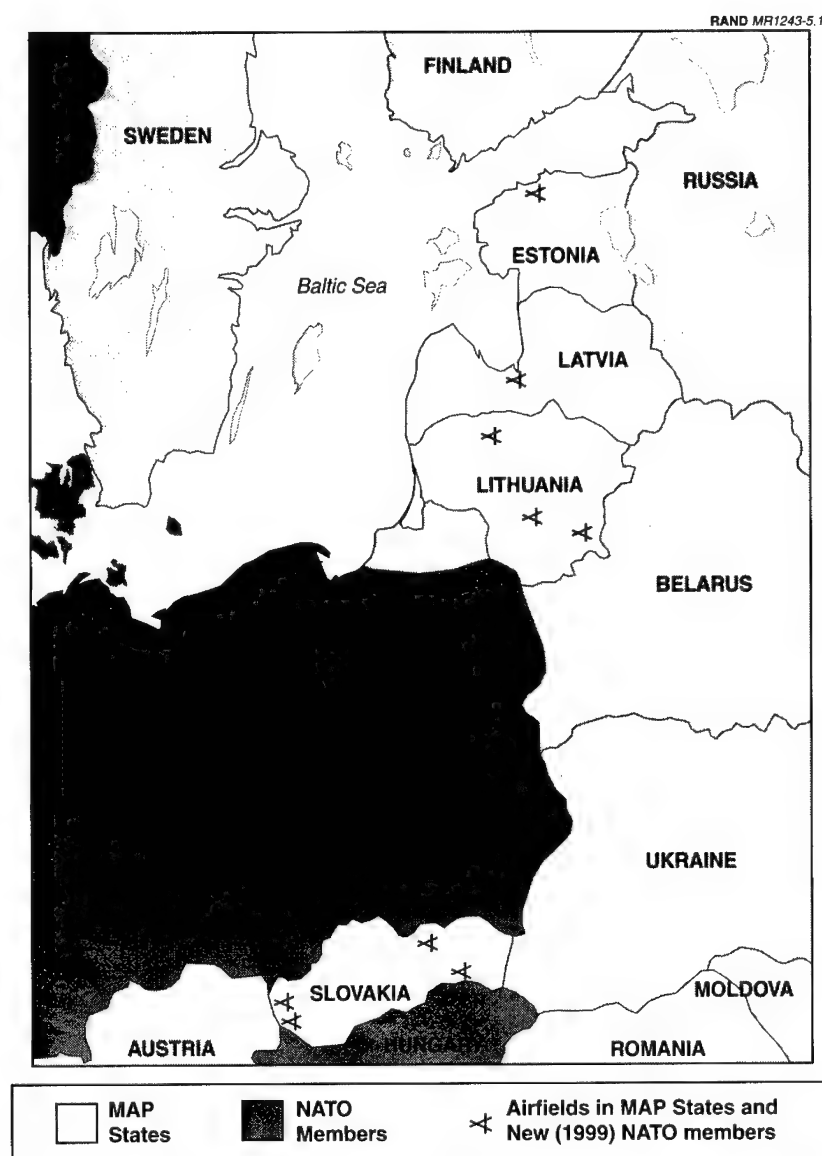 RAND MR1243-5.1
FINLAND
SWEDEN
RUSSIA
ESTONIA
Baltic Sea
LATVIA
LITHUANIA
BELARUS
UKRAINE
SLOVAKIA
MOLDOVA
AUSTRIA
HUNGARY
ROMANIA
MAP
States
NATO
Members
Airfields in MAP States and
New (1999) NATO members